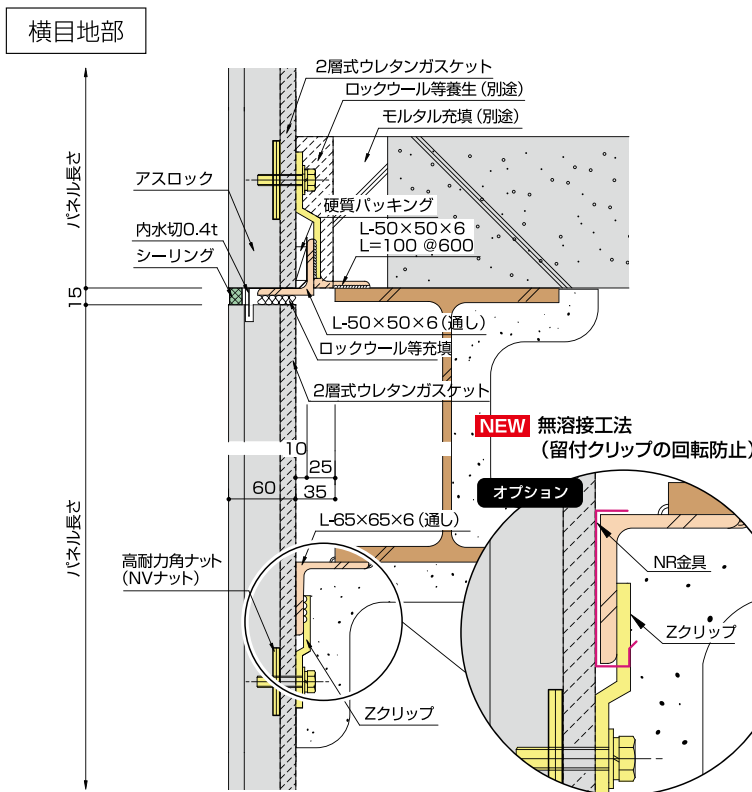 横目地部
2層式ウレタンガスケット
ロックウール等養生(別途)
モルタル充填(別途)
パネル長さ
アスロック
硬質パッキング
内水切0.4t
L-50×50×6
L=100 @600
シーリング
15
L-50×50×6(通し)
ロックウール等充填
2層式ウレタンガスケット
NEW 無溶接工法
(留付クリップの回転防止)
10
25
60
35
オプション
パネル長さ
L-65×65×6(通し)
高耐力角ナット
(NVナット)
NR金具
Zクリップ
Zクリップ